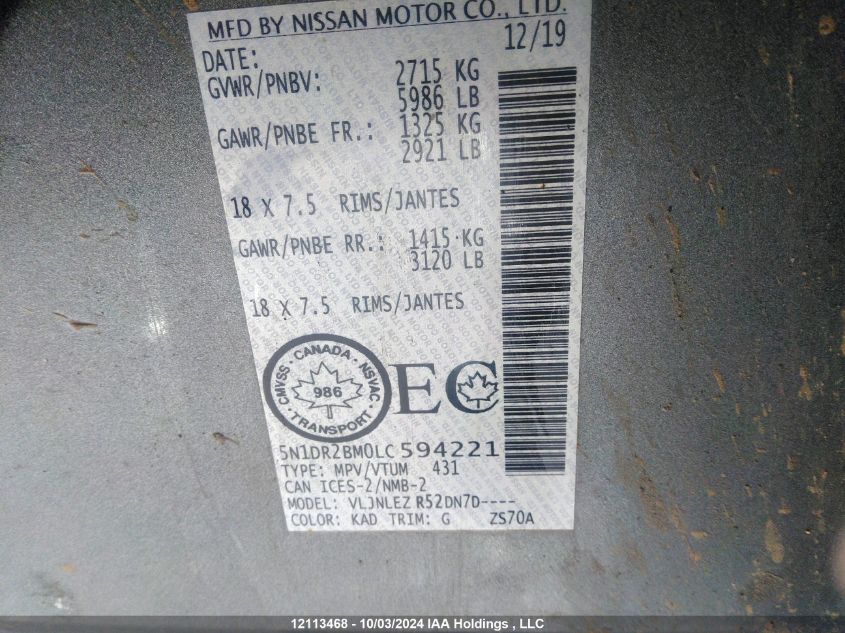 MFD BY NISSAN MOTOR CO., LTD.
DATE: 12/19
GVWR/PNBV: 2715 KG
5986 LB
GAWR/PNBE FR.: 1325 KG
2921 LB
18 X 7.5 RIMS/JANTES
GAWR/PNBE RR.: 1415 KG
3120 LB
18 X 7.5 RIMS/JANTES
CMVSS · CANADA · NSVAC · TRANSPORT
986
EC
5N1DR2BM0LC594221
TYPE: MPV/VTUM 431
CAN ICES-2/NMB-2
MODEL: VLJNLEZ R52DN7D----
COLOR: KAD TRIM: G ZS70A
12113468 - 10/03/2024 IAA Holdings , LLC